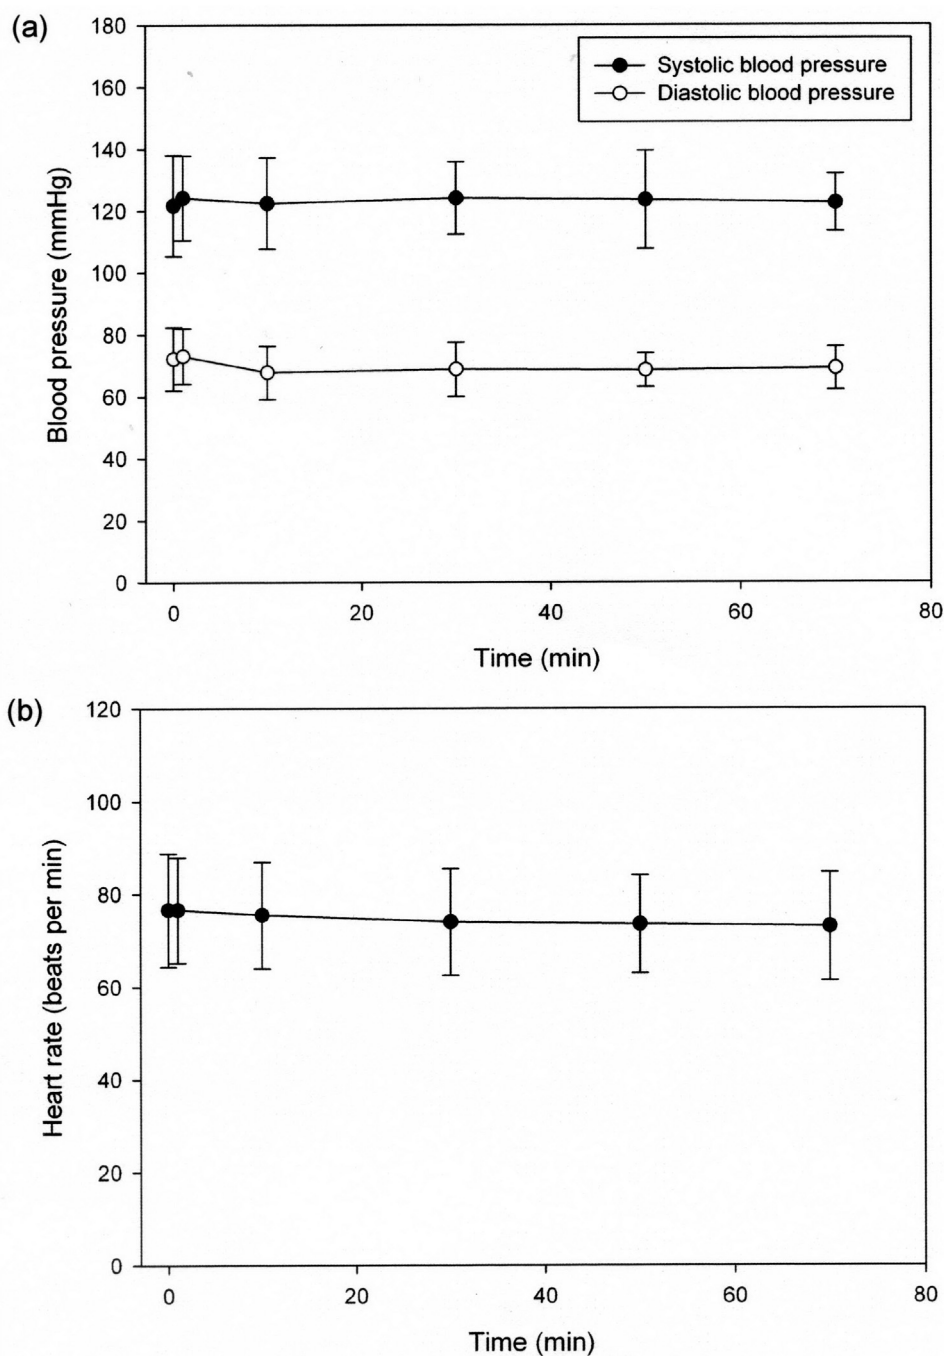 (a)
180
160
140
120
100
80
60
40
20
0
Blood pressure (mmHg)
Systolic blood pressure
Diastolic blood pressure
0 20 40 60 80
Time (min)
(b)
120
100
80
60
40
20
0
Heart rate (beats per min)
0 20 40 60 80
Time (min)